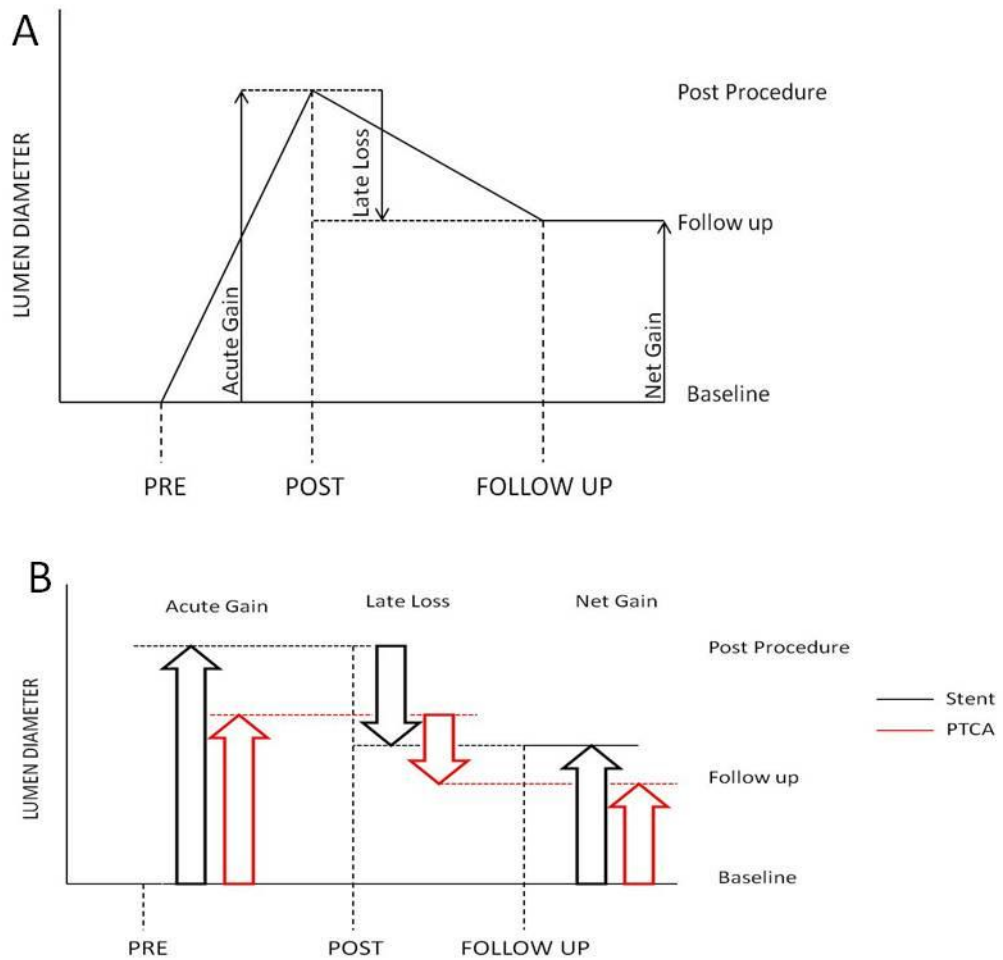 A
LUMEN DIAMETER
Acute Gain
Late Loss
Net Gain
Post Procedure
Follow up
Baseline
PRE
POST
FOLLOW UP
B
LUMEN DIAMETER
Acute Gain
Late Loss
Net Gain
Post Procedure
Stent
PTCA
Follow up
Baseline
PRE
POST
FOLLOW UP